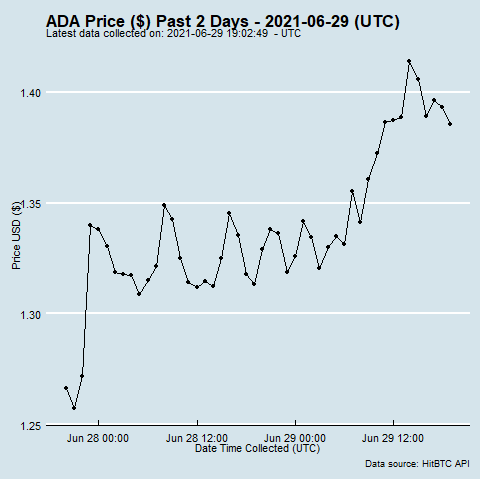 ADA Price ($) Past 2 Days - 2021-06-29 (UTC)
Latest data collected on: 2021-06-29 19:02:49 - UTC
1.40
1.35
1.30
1.25
Price USD ($)
Jun 28 00:00 Jun 28 12:00 Jun 29 00:00 Jun 29 12:00
Date Time Collected (UTC)
Data source: HitBTC API